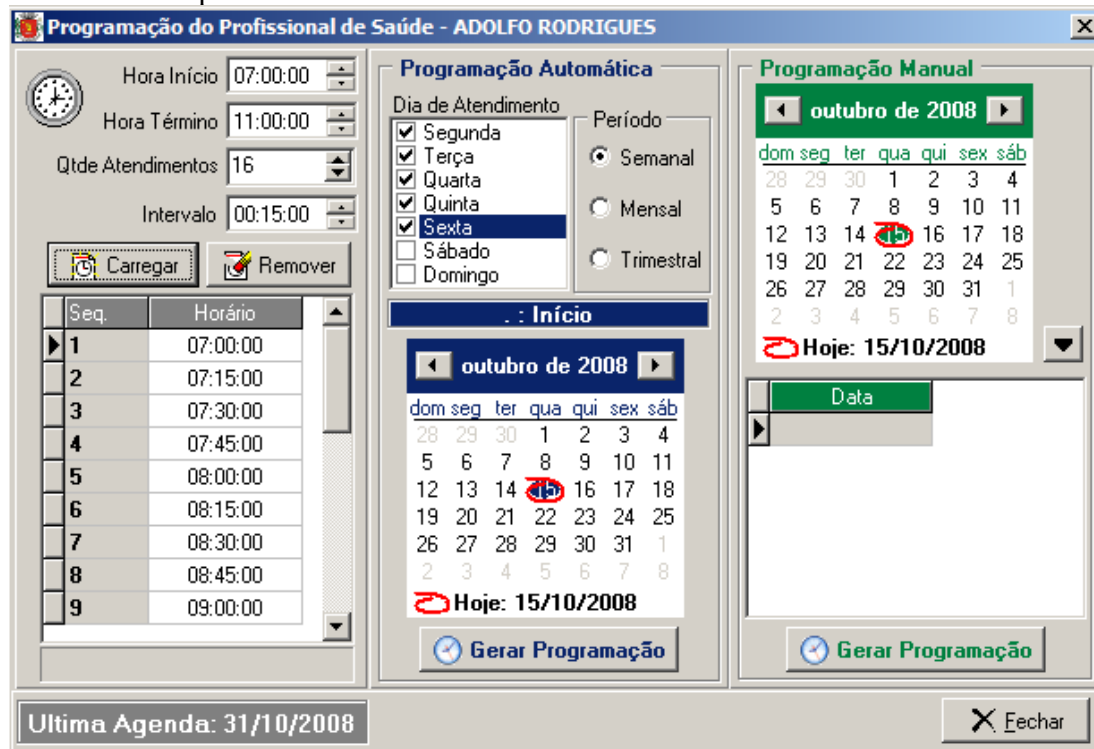 Programação do Profissional de Saúde - ADOLFO RODRIGUES
Hora Início 07:00:00
Hora Término 11:00:00
Qtde Atendimentos 16
Intervalo 00:15:00
Carregar Remover
Seq. Horário
1 07:00:00
2 07:15:00
3 07:30:00
4 07:45:00
5 08:00:00
6 08:15:00
7 08:30:00
8 08:45:00
9 09:00:00
Programação Automática
Dia de Atendimento
Segunda
Terça
Quarta
Quinta
Sexta
Sábado
Domingo
Período
Semanal
Mensal
Trimestral
. : Início
outubro de 2008
dom seg ter qua qui sex sáb
28 29 30 1 2 3 4
5 6 7 8 9 10 11
12 13 14 15 16 17 18
19 20 21 22 23 24 25
26 27 28 29 30 31 1
2 3 4 5 6 7 8
Hoje: 15/10/2008
Gerar Programação
Programação Manual
outubro de 2008
dom seg ter qua qui sex sáb
28 29 30 1 2 3 4
5 6 7 8 9 10 11
12 13 14 15 16 17 18
19 20 21 22 23 24 25
26 27 28 29 30 31 1
2 3 4 5 6 7 8
Hoje: 15/10/2008
Data
Gerar Programação
Ultima Agenda: 31/10/2008
Fechar